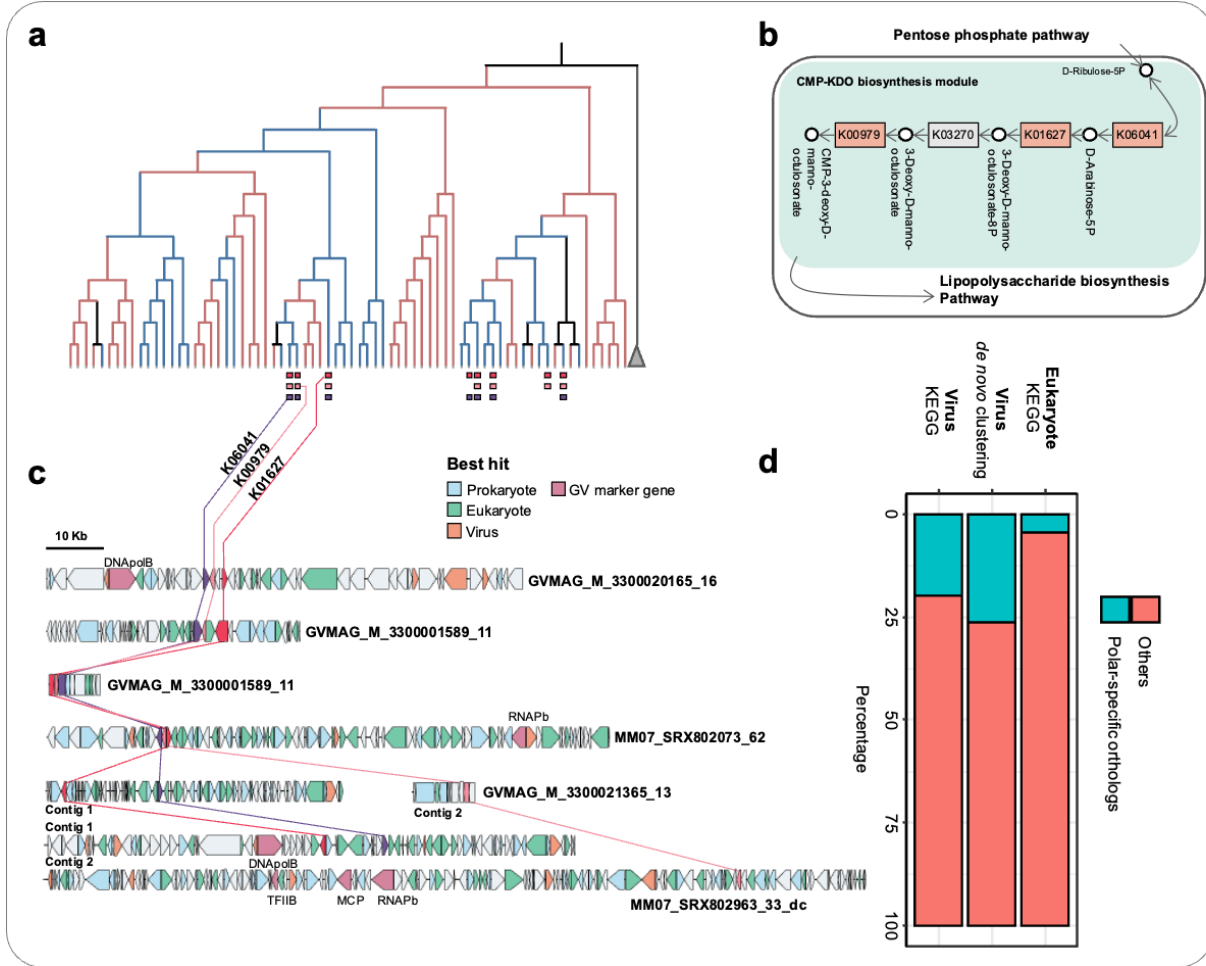 a
b
Pentose phosphate pathway
D-Ribulose-5P
CMP-KDO biosynthesis module
K00979
K03270
K01627
K06041
CMP-3-deoxy-D-
manno-
octulosonate
3-Deoxy-D-manno-
octulosonate
3-Deoxy-D-manno-
octulosonate-8P
D-Arabinose-5P
Lipopolysaccharide biosynthesis
Pathway
K06041
K00979
K01627
c
Best hit
Prokaryote
GV marker gene
Eukaryote
Virus
10 Kb
DNApolB
GVMAG_M_3300020165_16
GVMAG_M_3300001589_11
GVMAG_M_3300001589_11
RNAPb
MM07_SRX802073_62
GVMAG_M_3300021365_13
Contig 1
Contig 2
Contig 1
Contig 2
DNApolB
TFIIB
MCP
RNAPb
MM07_SRX802963_33_dc
d
Eukaryote
KEGG
Virus
de novo clustering
Virus
KEGG
0
25
50
75
100
Percentage
Others
Polar-specific orthologs